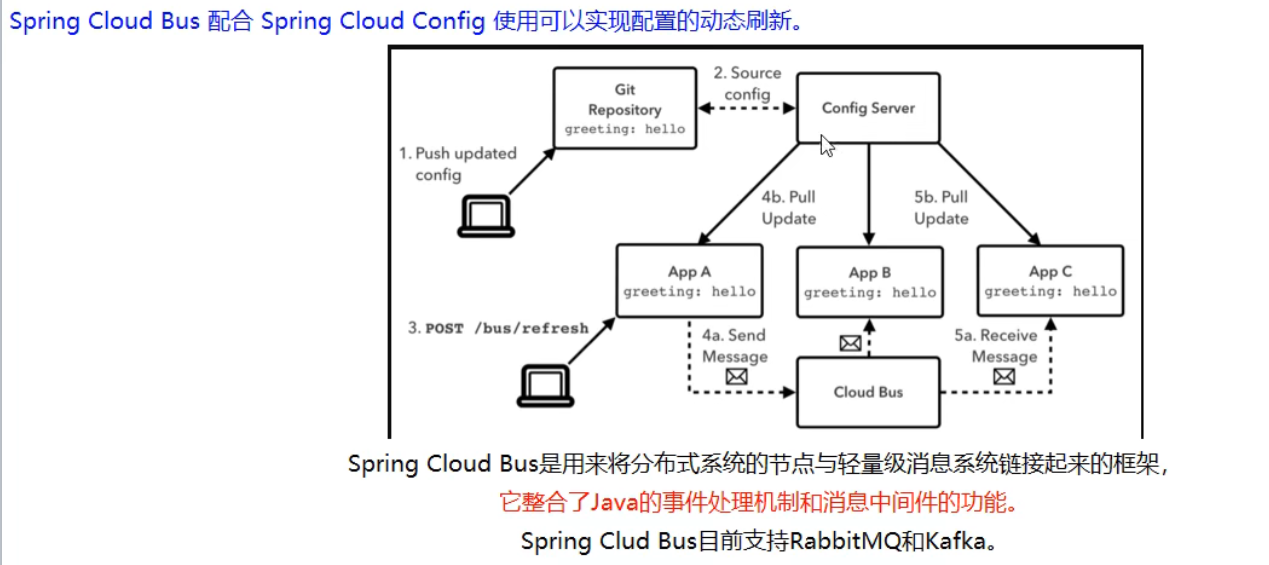 Spring Cloud Bus 配合 Spring Cloud Config 使用可以实现配置的动态刷新。
Git
Repository
greeting: hello
2. Source
config
Config Server
1. Push updated
config
4b. Pull
Update
5b. Pull
Update
App A
greeting: hello
App B
greeting: hello
App C
greeting: hello
3. POST /bus/refresh
4a. Send
Message
5a. Receive
Message
Cloud Bus
Spring Cloud Bus是用来将分布式系统的节点与轻量级消息系统链接起来的框架，
它整合了Java的事件处理机制和消息中间件的功能。
Spring Clud Bus目前支持RabbitMQ和Kafka。